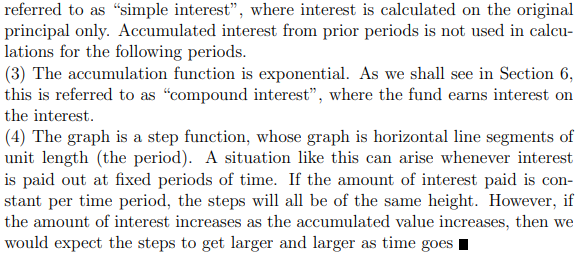 referred to as “simple interest”, where interest is calculated on the original
principal only. Accumulated interest from prior periods is not used in calcu-
lations for the following periods.
(3) The accumulation function is exponential. As we shall see in Section 6,
this is referred to as “compound interest”, where the fund earns interest on
the interest.
(4) The graph is a step function, whose graph is horizontal line segments of
unit length (the period). A situation like this can arise whenever interest
is paid out at fixed periods of time. If the amount of interest paid is con-
stant per time period, the steps will all be of the same height. However, if
the amount of interest increases as the accumulated value increases, then we
would expect the steps to get larger and larger as time goes ■